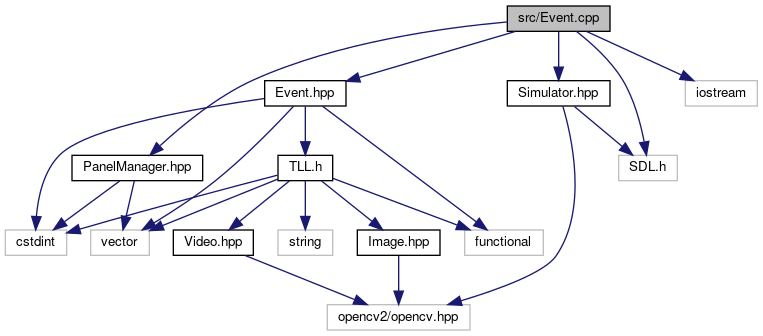 src/Event.cpp
Event.hpp
Simulator.hpp
iostream
PanelManager.hpp
TLL.h
SDL.h
cstdint
vector
Video.hpp
string
Image.hpp
functional
opencv2/opencv.hpp